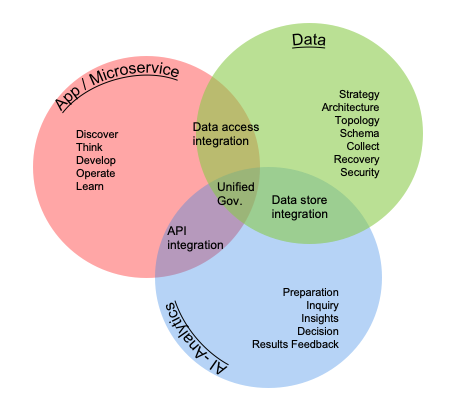 Data
App / Microservice
Strategy
Architecture
Topology
Schema
Collect
Recovery
Security
Discover
Think
Develop
Operate
Learn
Data access
integration
Unified
Gov.
Data store
integration
API
integration
Preparation
Inquiry
Insights
Decision
Results Feedback
AI-Analytics